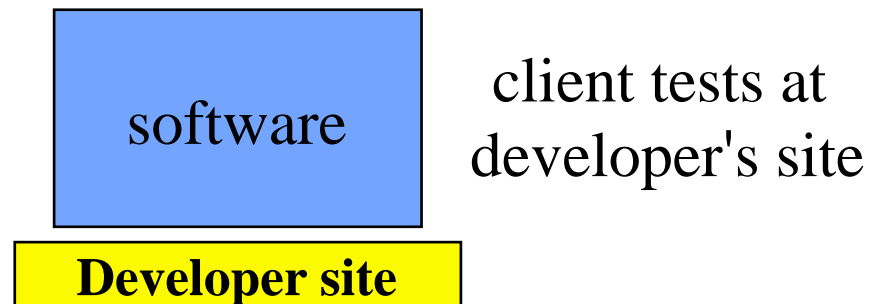 software
client tests at
developer's site
Developer site